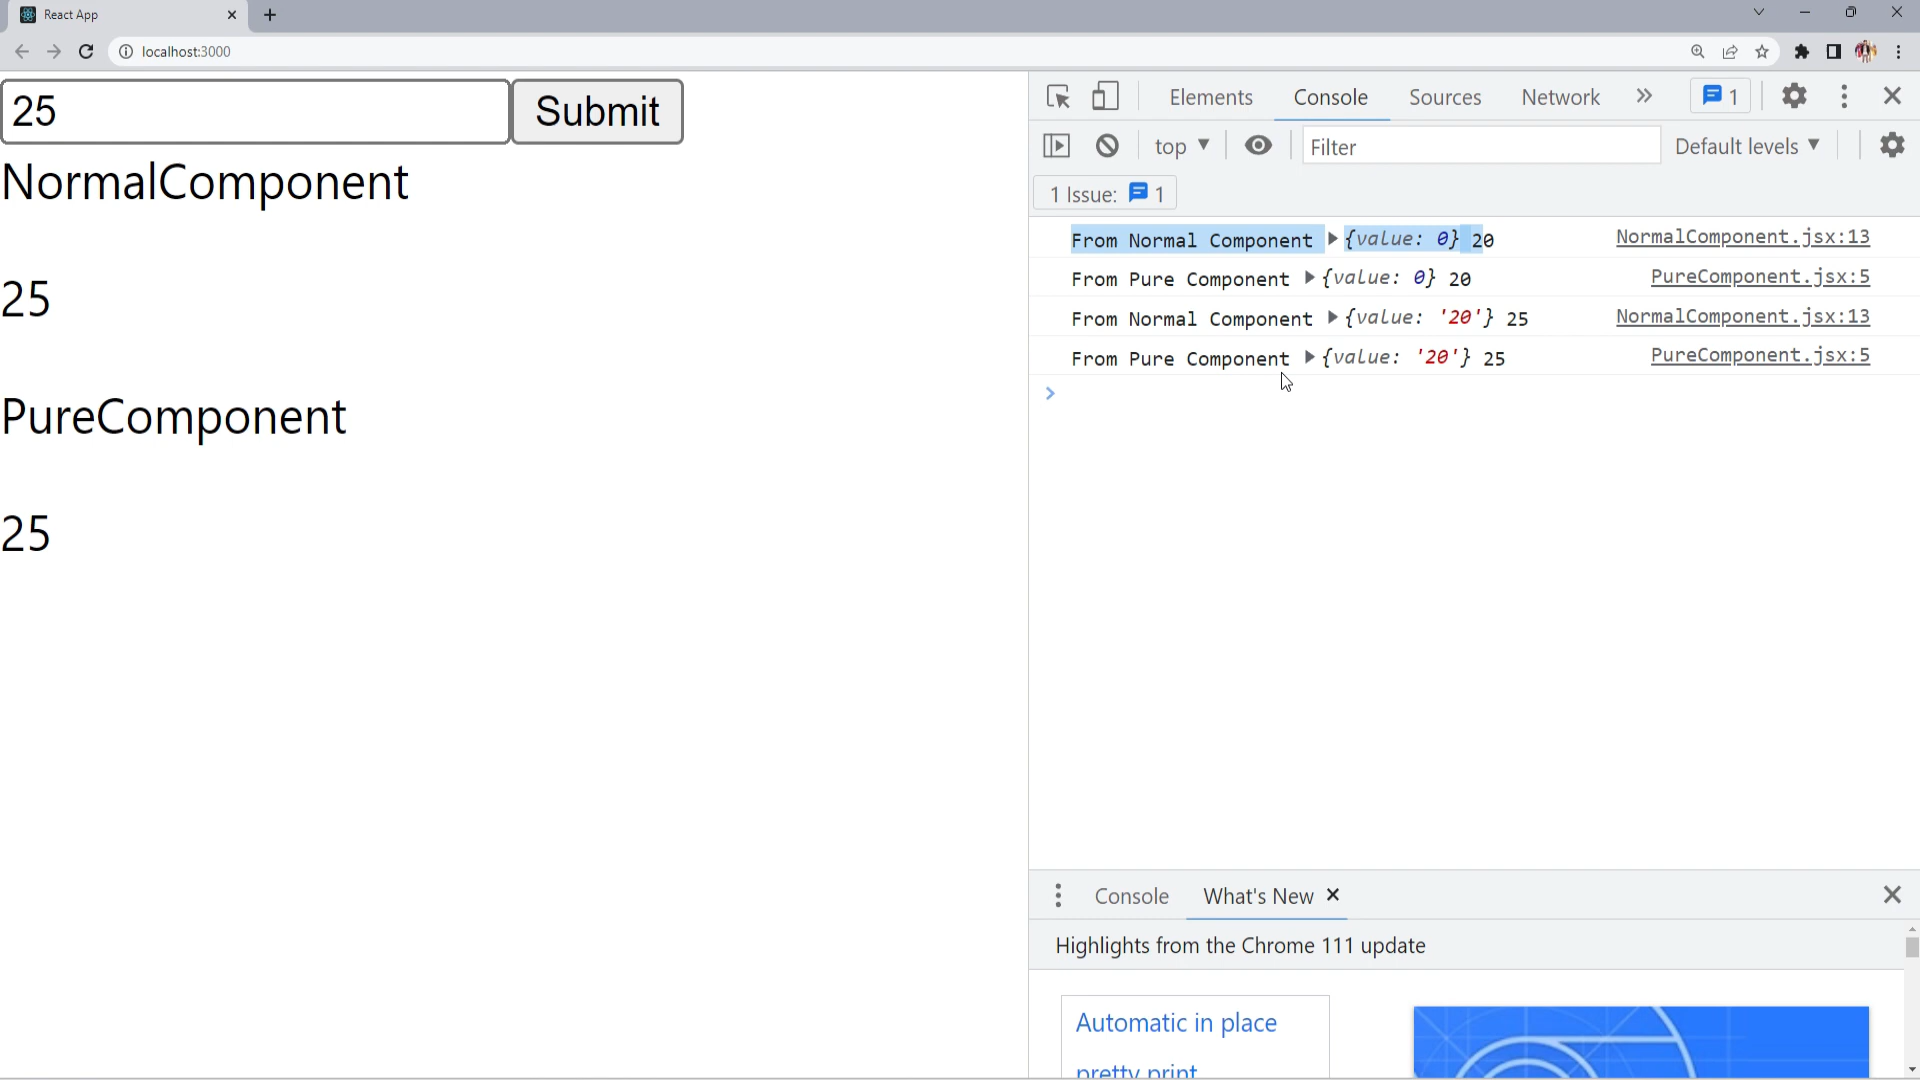 React App
localhost:3000
25
Submit
NormalComponent
25
PureComponent
25
Elements
Console
Sources
Network
1
top
Filter
Default levels
1 Issue: 1
From Normal Component {value: 0} 20 NormalComponent.jsx:13
From Pure Component {value: 0} 20 PureComponent.jsx:5
From Normal Component {value: '20'} 25 NormalComponent.jsx:13
From Pure Component {value: '20'} 25 PureComponent.jsx:5
Console
What's New
Highlights from the Chrome 111 update
Automatic in place
pretty print